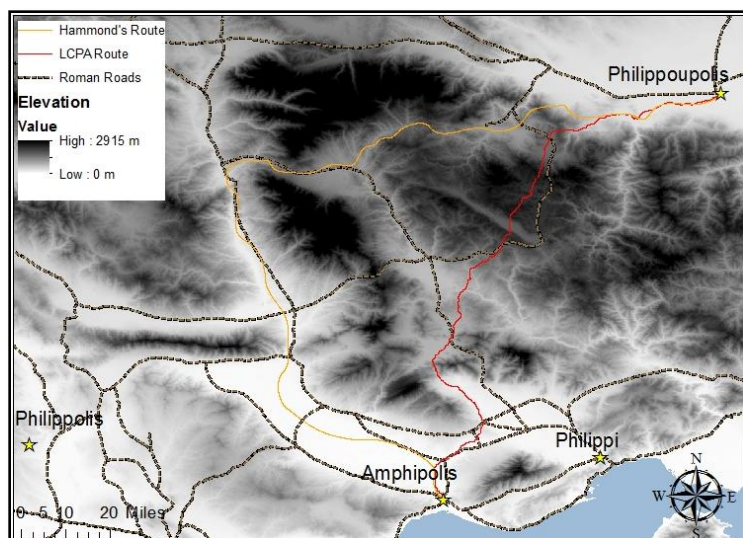 Hammond's Route
LCPA Route
Roman Roads
Elevation
Value
High : 2915 m
Low : 0 m
Philippoupolis
Philippolis
Philippi
Amphipolis
N
W
E
S
0 5 10 20 Miles